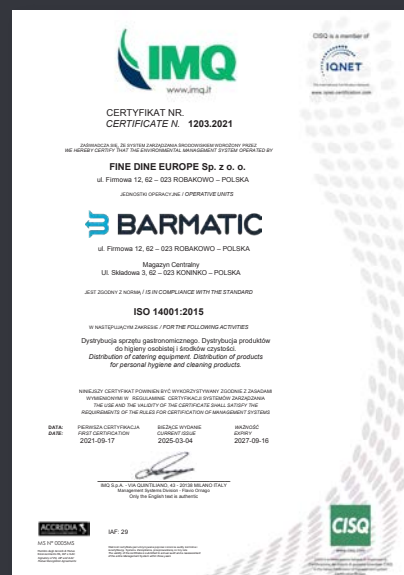 CISQ is a member of
IQNET
www.iqnet-certification.com
IMQ
www.imq.it
CERTYFIKAT NR.
CERTIFICATE N. 1203.2021
ZAŚWIADCZA SIĘ, ŻE SYSTEM ZARZĄDZANIA ŚRODOWISKIEM WDROŻONY PRZEZ
WE HEREBY CERTIFY THAT THE ENVIRONMENTAL MANAGEMENT SYSTEM OPERATED BY
FINE DINE EUROPE Sp. z o. o.
ul. Firmowa 12, 62 – 023 ROBAKOWO – POLSKA
JEDNOSTKI OPERACYJNE / OPERATIVE UNITS
BARMATIC
ul. Firmowa 12, 62 – 023 ROBAKOWO – POLSKA
Magazyn Centralny
Ul. Składowa 3, 62 – 023 KONINKO – POLSKA
JEST ZGODNY Z NORMĄ / IS IN COMPLIANCE WITH THE STANDARD
ISO 14001:2015
W NASTĘPUJĄCYM ZAKRESIE / FOR THE FOLLOWING ACTIVITIES
Dystrybucja sprzętu gastronomicznego. Dystrybucja produktów
do higieny osobistej i środków czystości.
Distribution of catering equipment. Distribution of products
for personal hygiene and cleaning products.
NINIEJSZY CERTYFIKAT POWINIEN BYĆ WYKORZYSTYWANY ZGODNIE Z ZASADAMI
WYMIENIONYMI W REGULAMINIE CERTYFIKACJI SYSTEMÓW ZARZĄDZANIA
THE USE AND THE VALIDITY OF THE CERTIFICATE SHALL SATISFY THE
REQUIREMENTS OF THE RULES FOR CERTIFICATION OF MANAGEMENT SYSTEMS
DATA: PIERWSZA CERTYFIKACJA BIEŻĄCE WYDANIE WAŻNOŚĆ
DATE: FIRST CERTIFICATION CURRENT ISSUE EXPIRY
2021-09-17 2025-03-04 2027-09-16
IMQ S.p.A. - VIA QUINTILIANO, 43 - 20138 MILANO ITALY
Management Systems Division - Flavio Ornago
Only the English text is authentic
ACCREDIA
MS N° 0005MS
IAF: 29
CISQ
www.cisq.com